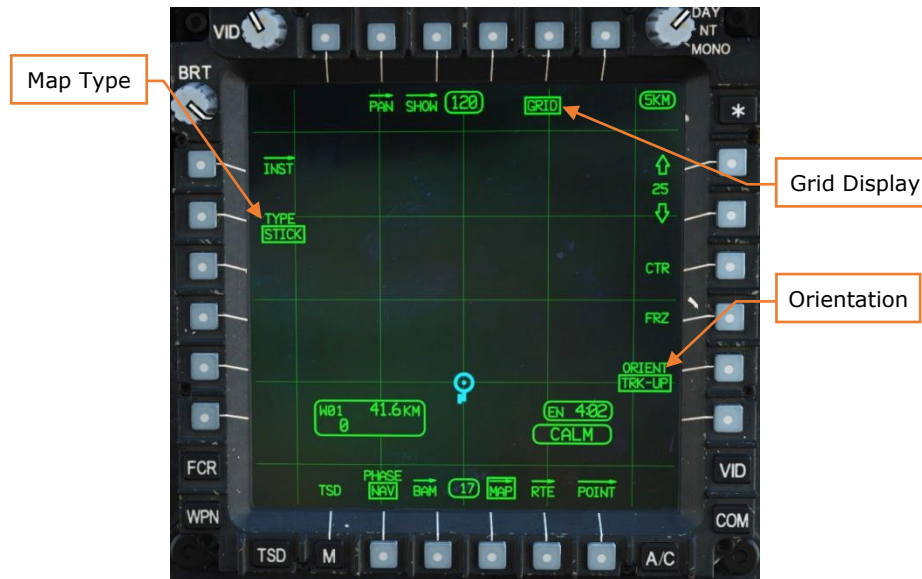 VID
DAY
NT
MONO
BRT
Map Type
PAN SHOW 120 GRID 5KM
*
INST
25
Grid Display
TYPE
STICK
CTR
FRZ
Orientation
ORIENT
TRK-UP
W01 41.6KM
0
EN 4:02
CALM
FCR
VID
PHASE
TSD NAV BAM 17 MAP RTE POINT
WPN
COM
TSD M A/C